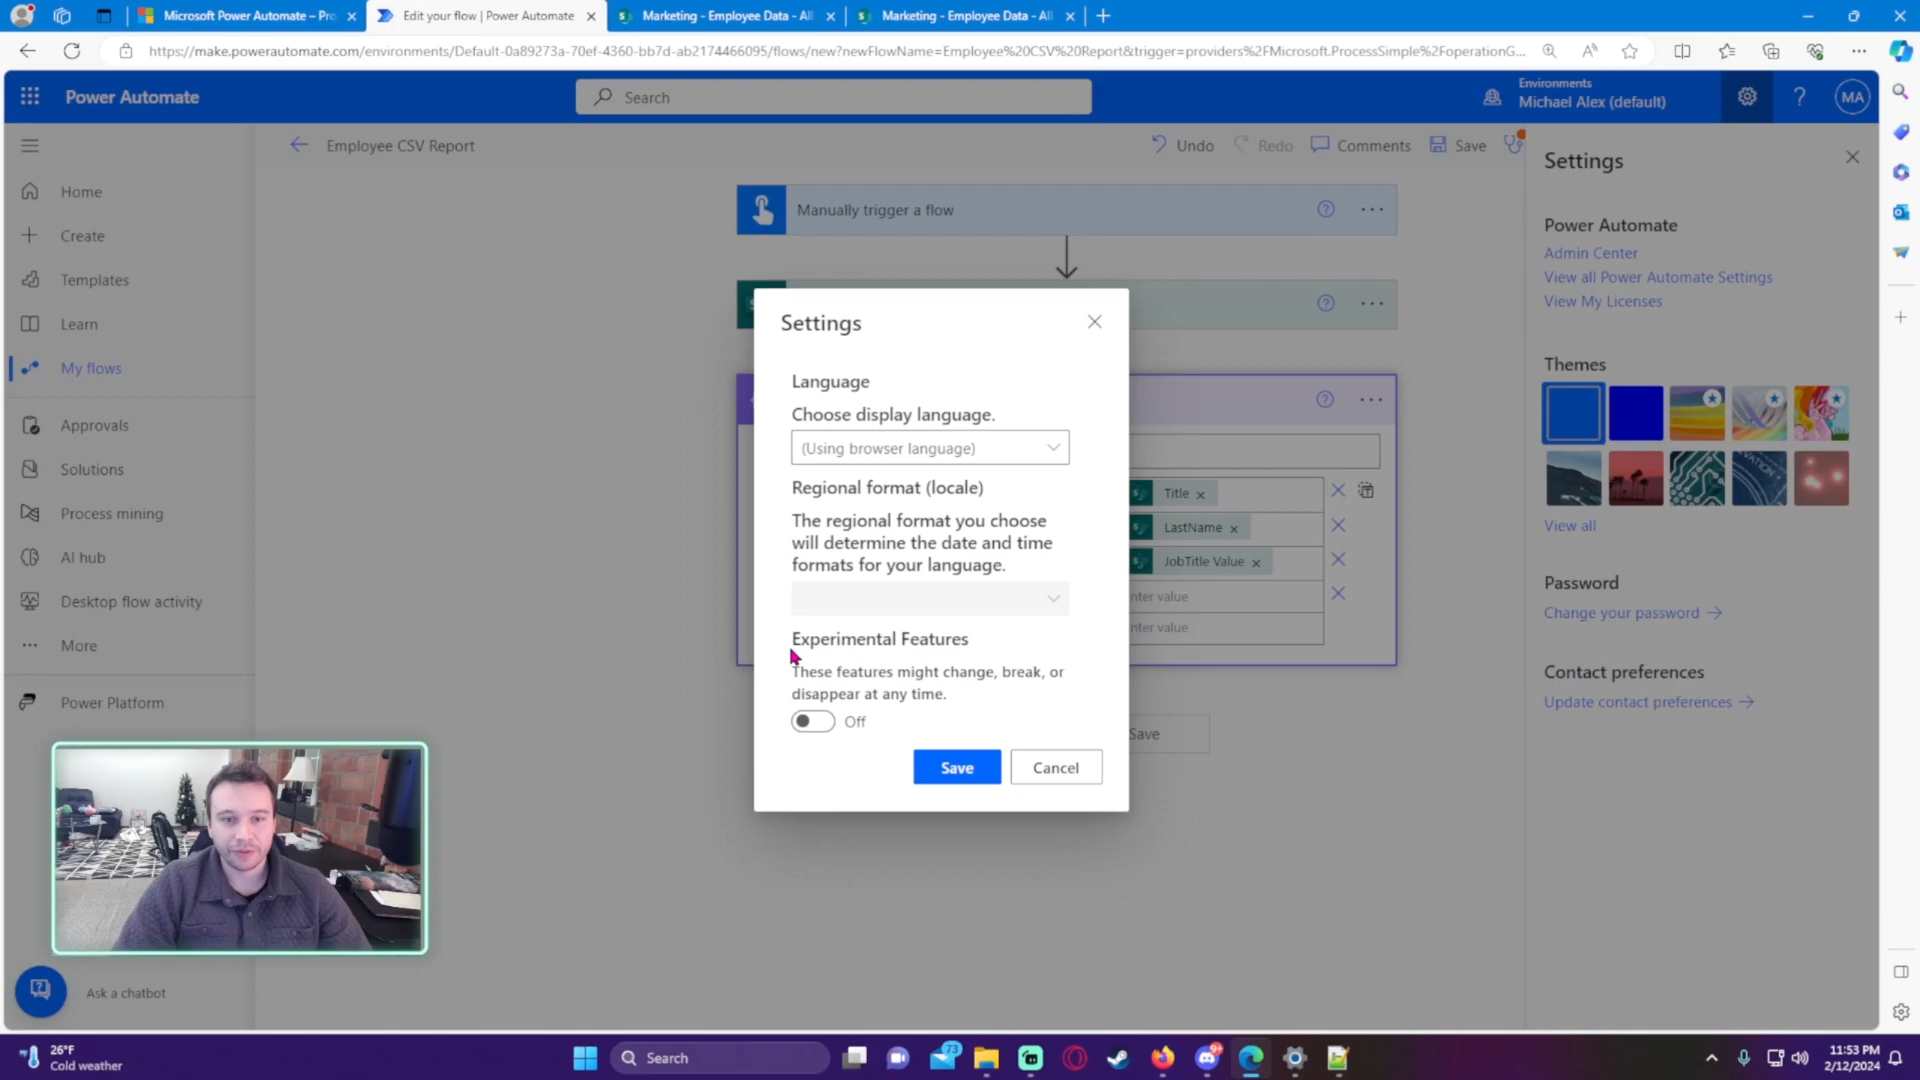 Microsoft Power Automate – Pro
Edit your flow | Power Automate
Marketing - Employee Data - All
Marketing - Employee Data - All
https://make.powerautomate.com/environments/Default-0a89273a-70ef-4360-bb7d-ab2174466095/flows/new?newFlowName=Employee%20CSV%20Report&trigger=providers%2FMicrosoft.ProcessSimple%2FoperationG...
Power Automate
Search
Environments
Michael Alex (default)
?
MA
Employee CSV Report
Undo
Redo
Comments
Save
Home
Create
Templates
Learn
My flows
Approvals
Solutions
Process mining
AI hub
Desktop flow activity
More
Power Platform
Ask a chatbot
Manually trigger a flow
Title
LastName
JobTitle Value
nter value
nter value
Save
Settings
Language
Choose display language.
(Using browser language)
Regional format (locale)
The regional format you choose
will determine the date and time
formats for your language.
Experimental Features
These features might change, break, or
disappear at any time.
Off
Save
Cancel
Settings
Power Automate
Admin Center
View all Power Automate Settings
View My Licenses
Themes
View all
Password
Change your password
Contact preferences
Update contact preferences
26°F
Cold weather
Search
73
9+
11:53 PM
2/12/2024